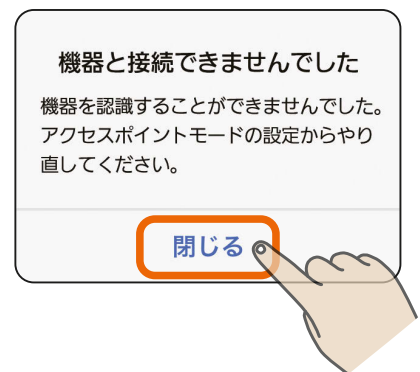 機器と接続できませんでした
機器を認識することができませんでした。
アクセスポイントモードの設定からやり
直してください。
閉じる